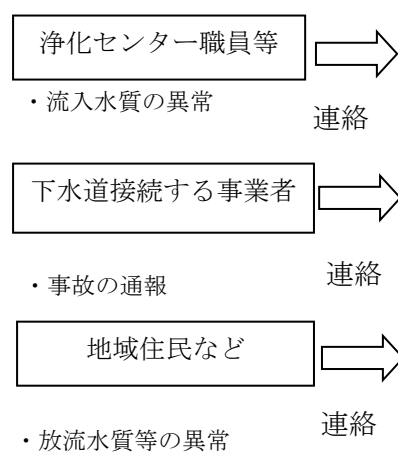 浄化センター職員等
・流入水質の異常
連絡
下水道接続する事業者
連絡
・事故の通報
地域住民など
連絡
・放流水質等の異常